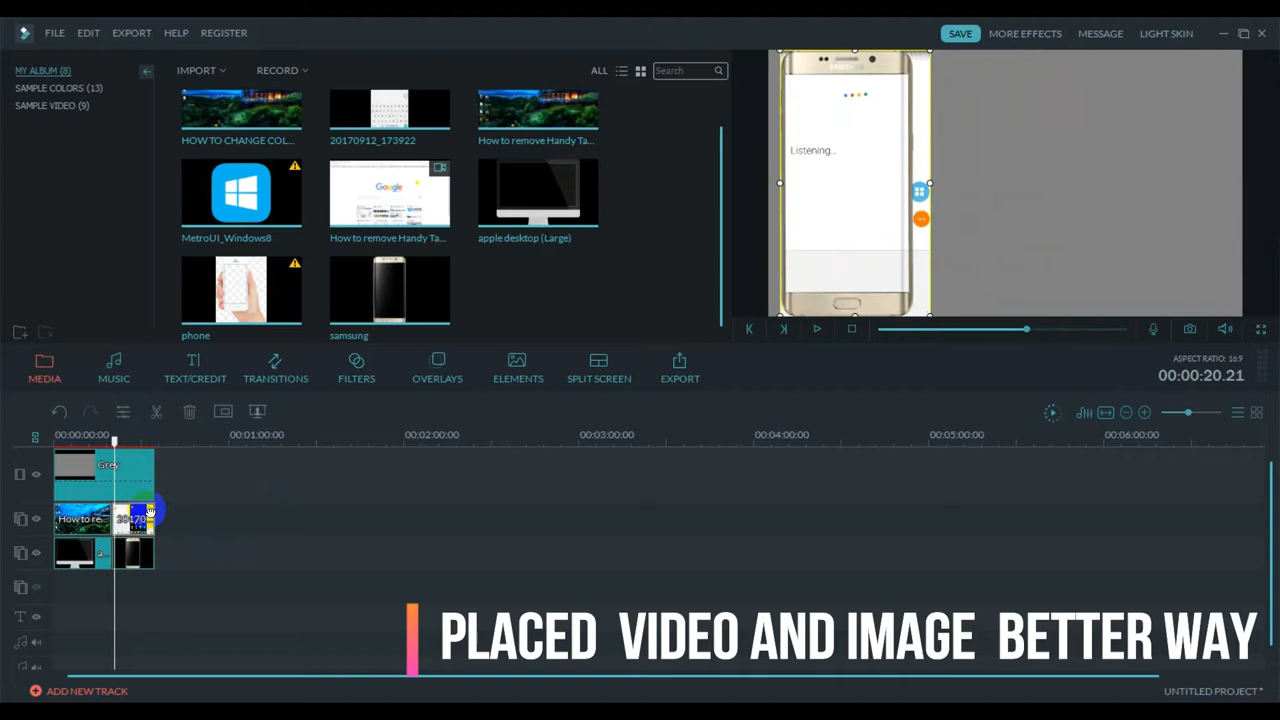 FILE EDIT EXPORT HELP REGISTER
SAVE MORE EFFECTS MESSAGE LIGHT SKIN
MY ALBUM (8)
SAMPLE COLORS (13)
SAMPLE VIDEO (9)
IMPORT RECORD ALL Search
HOW TO CHANGE COL... 20170912_173922 How to remove Handy Ta...
MetroUI_Windows8 How to remove Handy Ta... apple desktop (Large)
Google
phone samsung
Listening...
MEDIA MUSIC TEXT/CREDIT TRANSITIONS FILTERS OVERLAYS ELEMENTS SPLIT SCREEN EXPORT
ASPECT RATIO: 16:9
00:00:20.21
00:00:00:00 00:01:00:00 00:02:00:00 00:03:00:00 00:04:00:00 00:05:00:00 00:06:00:00
Grey
How to re... 20170
a...
PLACED VIDEO AND IMAGE BETTER WAY
ADD NEW TRACK
UNTITLED PROJECT *